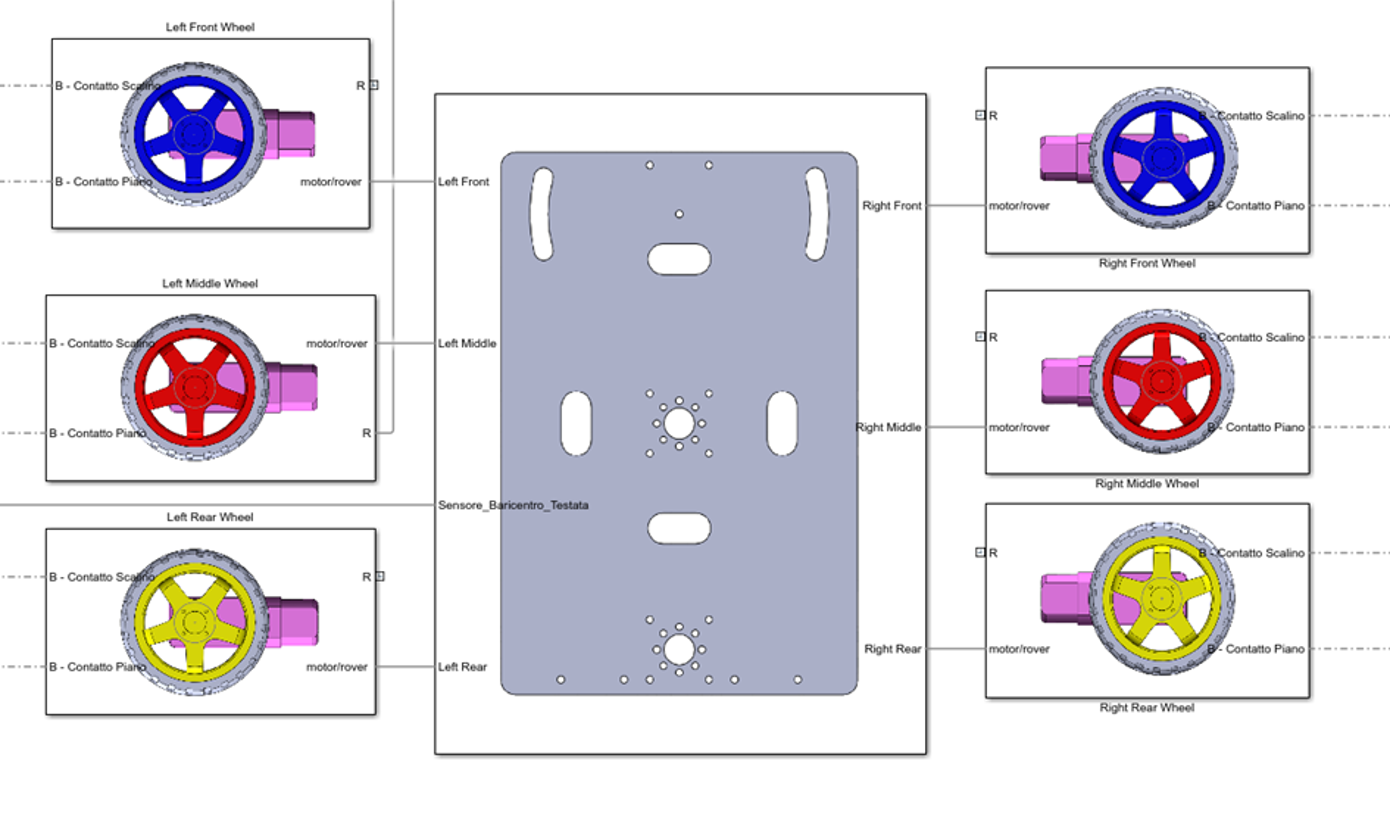 Left Front Wheel
B - Contatto Scalino
R
B - Contatto Piano
motor/rover
Left Middle Wheel
B - Contatto Scalino
motor/rover
B - Contatto Piano
R
Left Rear Wheel
B - Contatto Scalino
R
B - Contatto Piano
motor/rover
Left Front
Left Middle
Sensore_Baricentro_Testata
Left Rear
Right Front
Right Middle
Right Rear
R
B - Contatto Scalino
motor/rover
B - Contatto Piano
Right Front Wheel
R
B - Contatto Scalino
motor/rover
B - Contatto Piano
Right Middle Wheel
R
B - Contatto Scalino
motor/rover
B - Contatto Piano
Right Rear Wheel